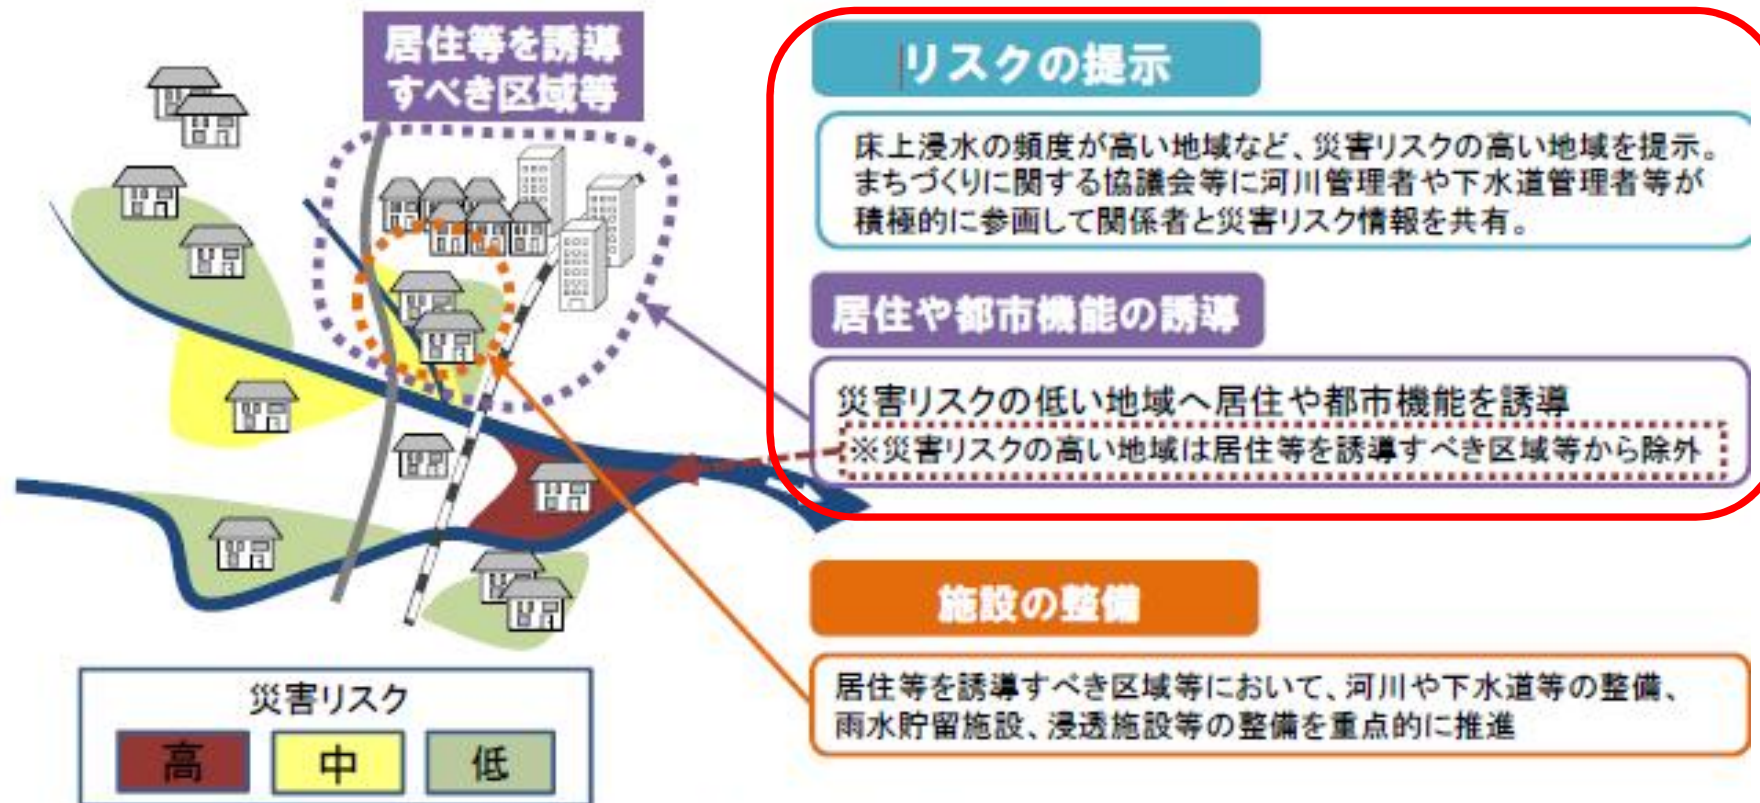 居住等を誘導
すべき区域等
リスクの提示
床上浸水の頻度が高い地域など、災害リスクの高い地域を提示。
まちづくりに関する協議会等に河川管理者や下水道管理者等が
積極的に参画して関係者と災害リスク情報を共有。
居住や都市機能の誘導
災害リスクの低い地域へ居住や都市機能を誘導
※災害リスクの高い地域は居住等を誘導すべき区域等から除外
施設の整備
居住等を誘導すべき区域等において、河川や下水道等の整備、
雨水貯留施設、浸透施設等の整備を重点的に推進
災害リスク
高 中 低